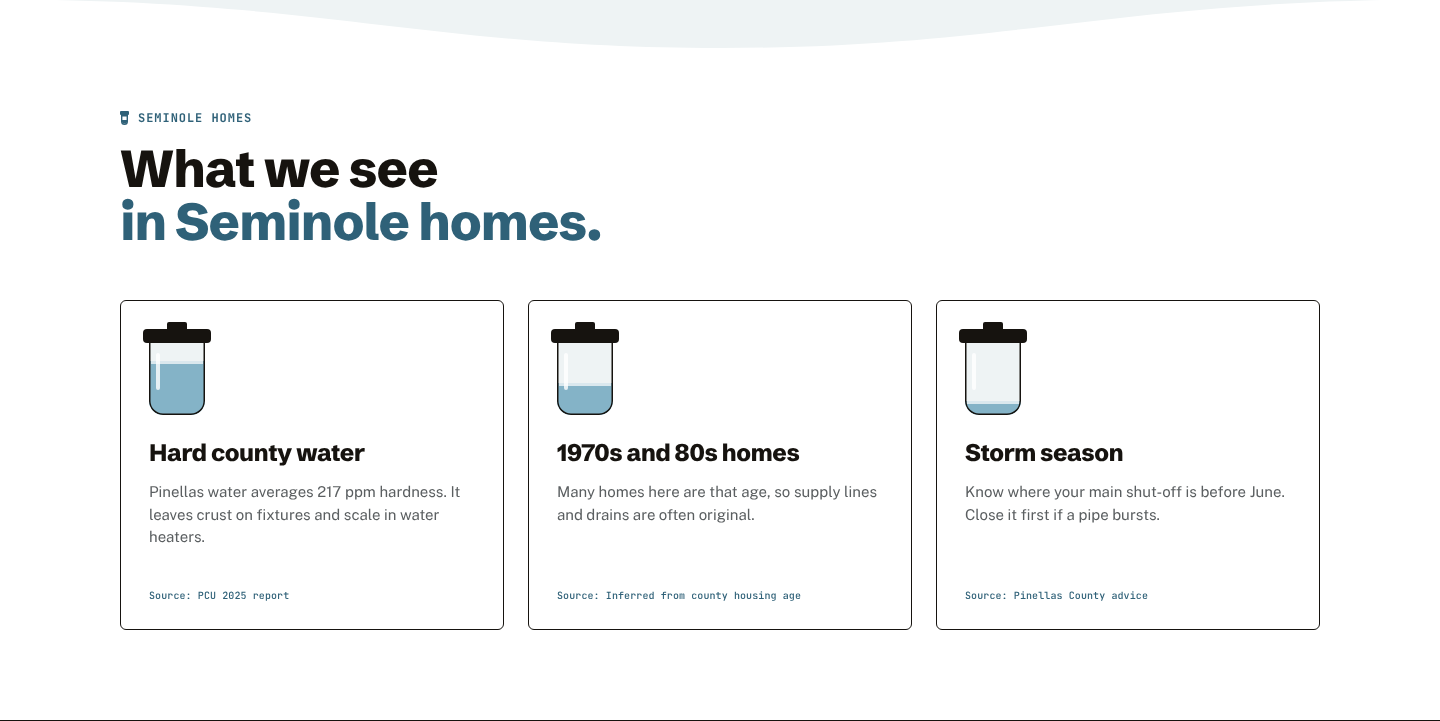 SEMINOLE HOMES
What we see
in Seminole homes.
Hard county water
Pinellas water averages 217 ppm hardness. It
leaves crust on fixtures and scale in water
heaters.
Source: PCU 2025 report
1970s and 80s homes
Many homes here are that age, so supply lines
and drains are often original.
Source: Inferred from county housing age
Storm season
Know where your main shut-off is before June.
Close it first if a pipe bursts.
Source: Pinellas County advice